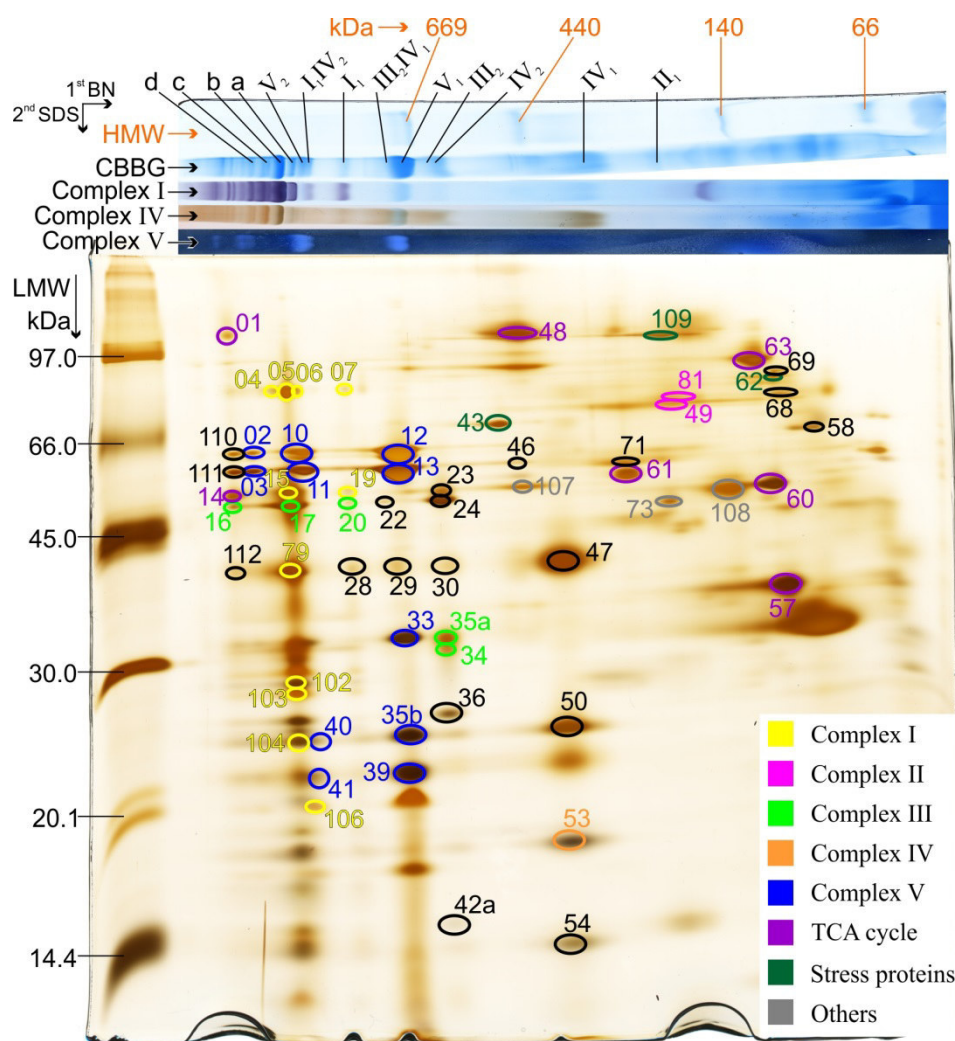 kDa → 669 440 140 66
d c b a V₂ I₁IV₂ I₁ III₂IV₁ V₁ III₂ IV₂ IV₁ II₁
1ˢᵗ BN
2ⁿᵈ SDS
HMW
CBBG
Complex I
Complex IV
Complex V
LMW
kDa
01 48 109
97.0 63 69
04 05 06 07 62 81
49 68
43 58
66.0 110 02 10 12 46 71
111 03 11 13 61
14 15 19 23 107 60
16 17 20 22 24 73 108
45.0
112 79 28 29 30 47
57
33 35a
34
30.0
102
103 36 50
40 35b
104
41 39
106
20.1 53
42a 54
14.4
Complex I
Complex II
Complex III
Complex IV
Complex V
TCA cycle
Stress proteins
Others